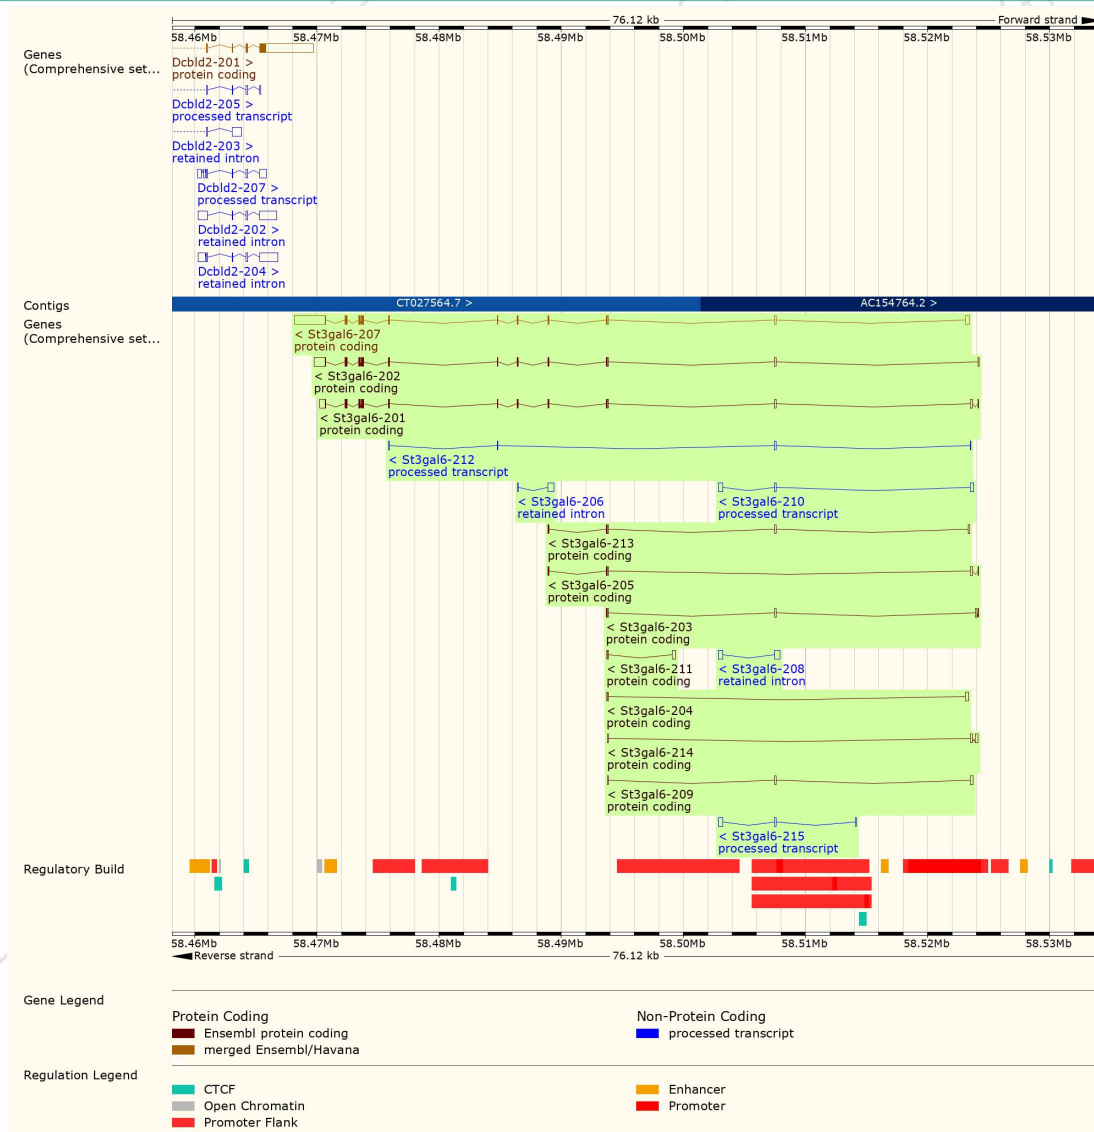 76.12 kb Forward strand
58.46Mb 58.47Mb 58.48Mb 58.49Mb 58.50Mb 58.51Mb 58.52Mb 58.53Mb
Genes
(Comprehensive set...
Dcbld2-201 >
protein coding
Dcbld2-205 >
processed transcript
Dcbld2-203 >
retained intron
Dcbld2-207 >
processed transcript
Dcbld2-202 >
retained intron
Dcbld2-204 >
retained intron
Contigs CT027564.7 > AC154764.2 >
Genes
(Comprehensive set...
< St3gal6-207
protein coding
< St3gal6-202
protein coding
< St3gal6-201
protein coding
< St3gal6-212
processed transcript
< St3gal6-206 < St3gal6-210
retained intron processed transcript
< St3gal6-213
protein coding
< St3gal6-205
protein coding
< St3gal6-203
protein coding
< St3gal6-211 < St3gal6-208
protein coding retained intron
< St3gal6-204
protein coding
< St3gal6-214
protein coding
< St3gal6-209
protein coding
< St3gal6-215
processed transcript
Regulatory Build
58.46Mb 58.47Mb 58.48Mb 58.49Mb 58.50Mb 58.51Mb 58.52Mb 58.53Mb
Reverse strand 76.12 kb
Gene Legend
Protein Coding Non-Protein Coding
Ensembl protein coding processed transcript
merged Ensembl/Havana
Regulation Legend
CTCF Enhancer
Open Chromatin Promoter
Promoter Flank